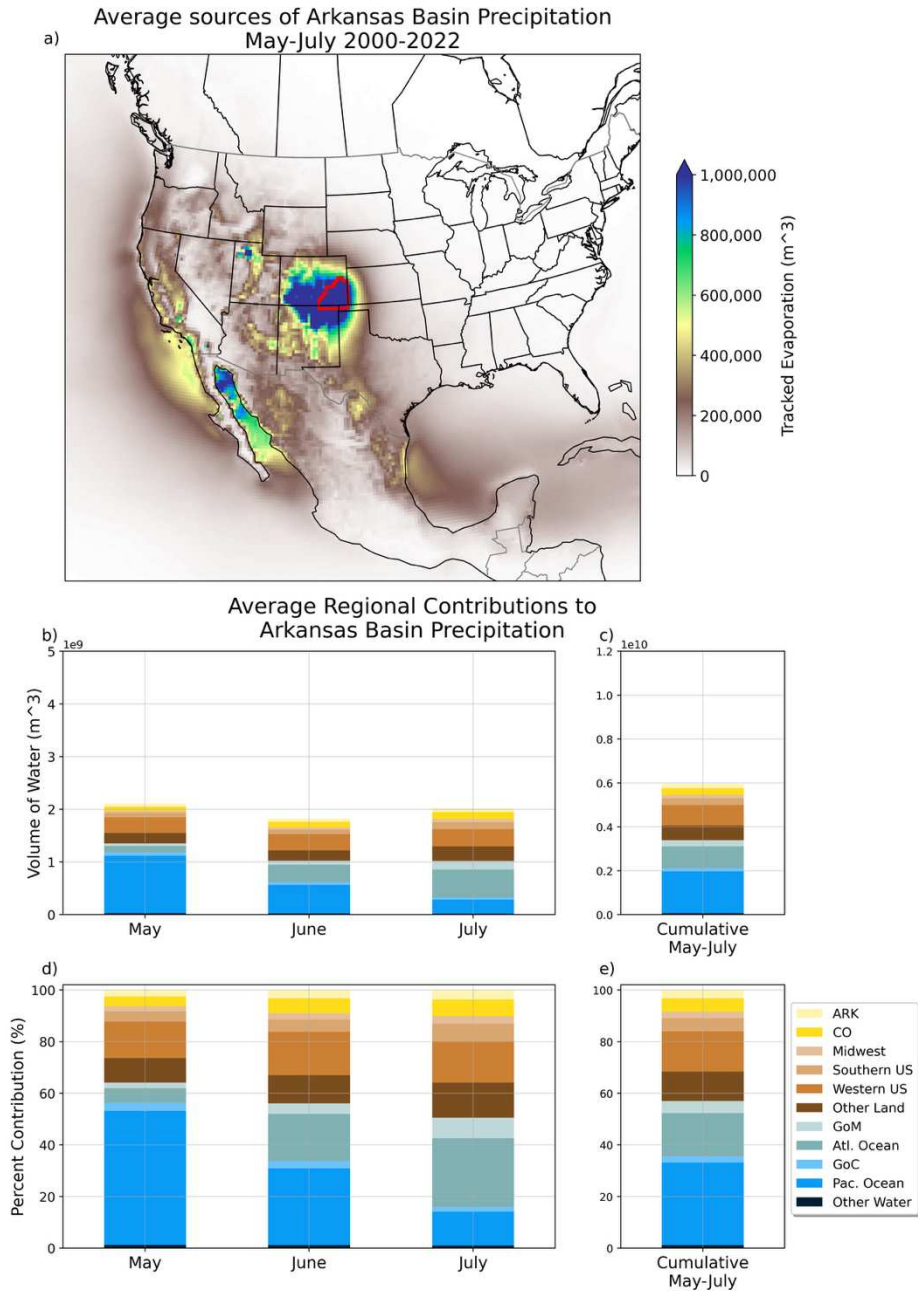 Average sources of Arkansas Basin Precipitation
May-July 2000-2022
a)
1,000,000
800,000
600,000
400,000
200,000
0
Tracked Evaporation (m^3)
Average Regional Contributions to
Arkansas Basin Precipitation
b)
1e9
5
4
3
2
1
0
Volume of Water (m^3)
May
June
July
c)
1e10
1.2
1.0
0.8
0.6
0.4
0.2
0.0
Cumulative
May-July
d)
100
80
60
40
20
0
Percent Contribution (%)
May
June
July
e)
100
80
60
40
20
0
Cumulative
May-July
ARK
CO
Midwest
Southern US
Western US
Other Land
GoM
Atl. Ocean
GoC
Pac. Ocean
Other Water